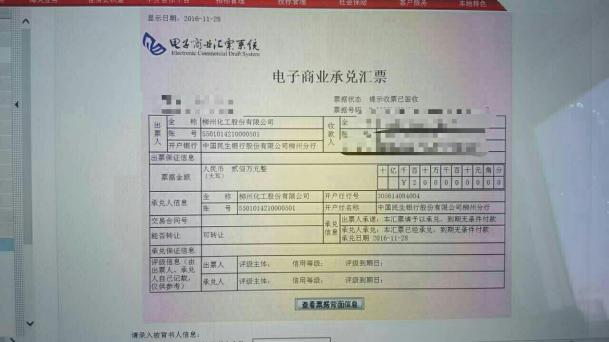 显示日期：2016-11-28
电子商业汇票系统
Electronic Commercial Draft System
电子商业承兑汇票
票据状态 提示收票已签收
票据号码
出票人
全 称 柳州化工股份有限公司
账 号 5501014210000501
开户银行 中国民生银行股份有限公司柳州分行
收款人
全
账 号
出票保证信息
票据金额
人民币（大写） 贰佰万元整
十 亿 千 百 十 万 千 百 十 元 角 分
¥ 2 0 0 0 0 0 0 0 0
承兑人信息
全 称 柳州化工股份有限公司
账 号 5501014210000501
开户行行号 305614084004
开户行名称 中国民生银行股份有限公司柳州分行
交易合同号
能否转让 可转让
承兑信息
出票人承诺：本汇票请予以承兑，到期无条件付款
承兑人承兑：本汇票已经承兑，到期无条件付款
承兑日期 2016-11-28
承兑保证信息
评级信息（由出票人、承兑人自己记载，仅供参考）
出票人 评级主体： 信用等级： 评级到期日：
承兑人 评级主体： 信用等级： 评级到期日：
查看票据背面信息
请录入被背书人信息：